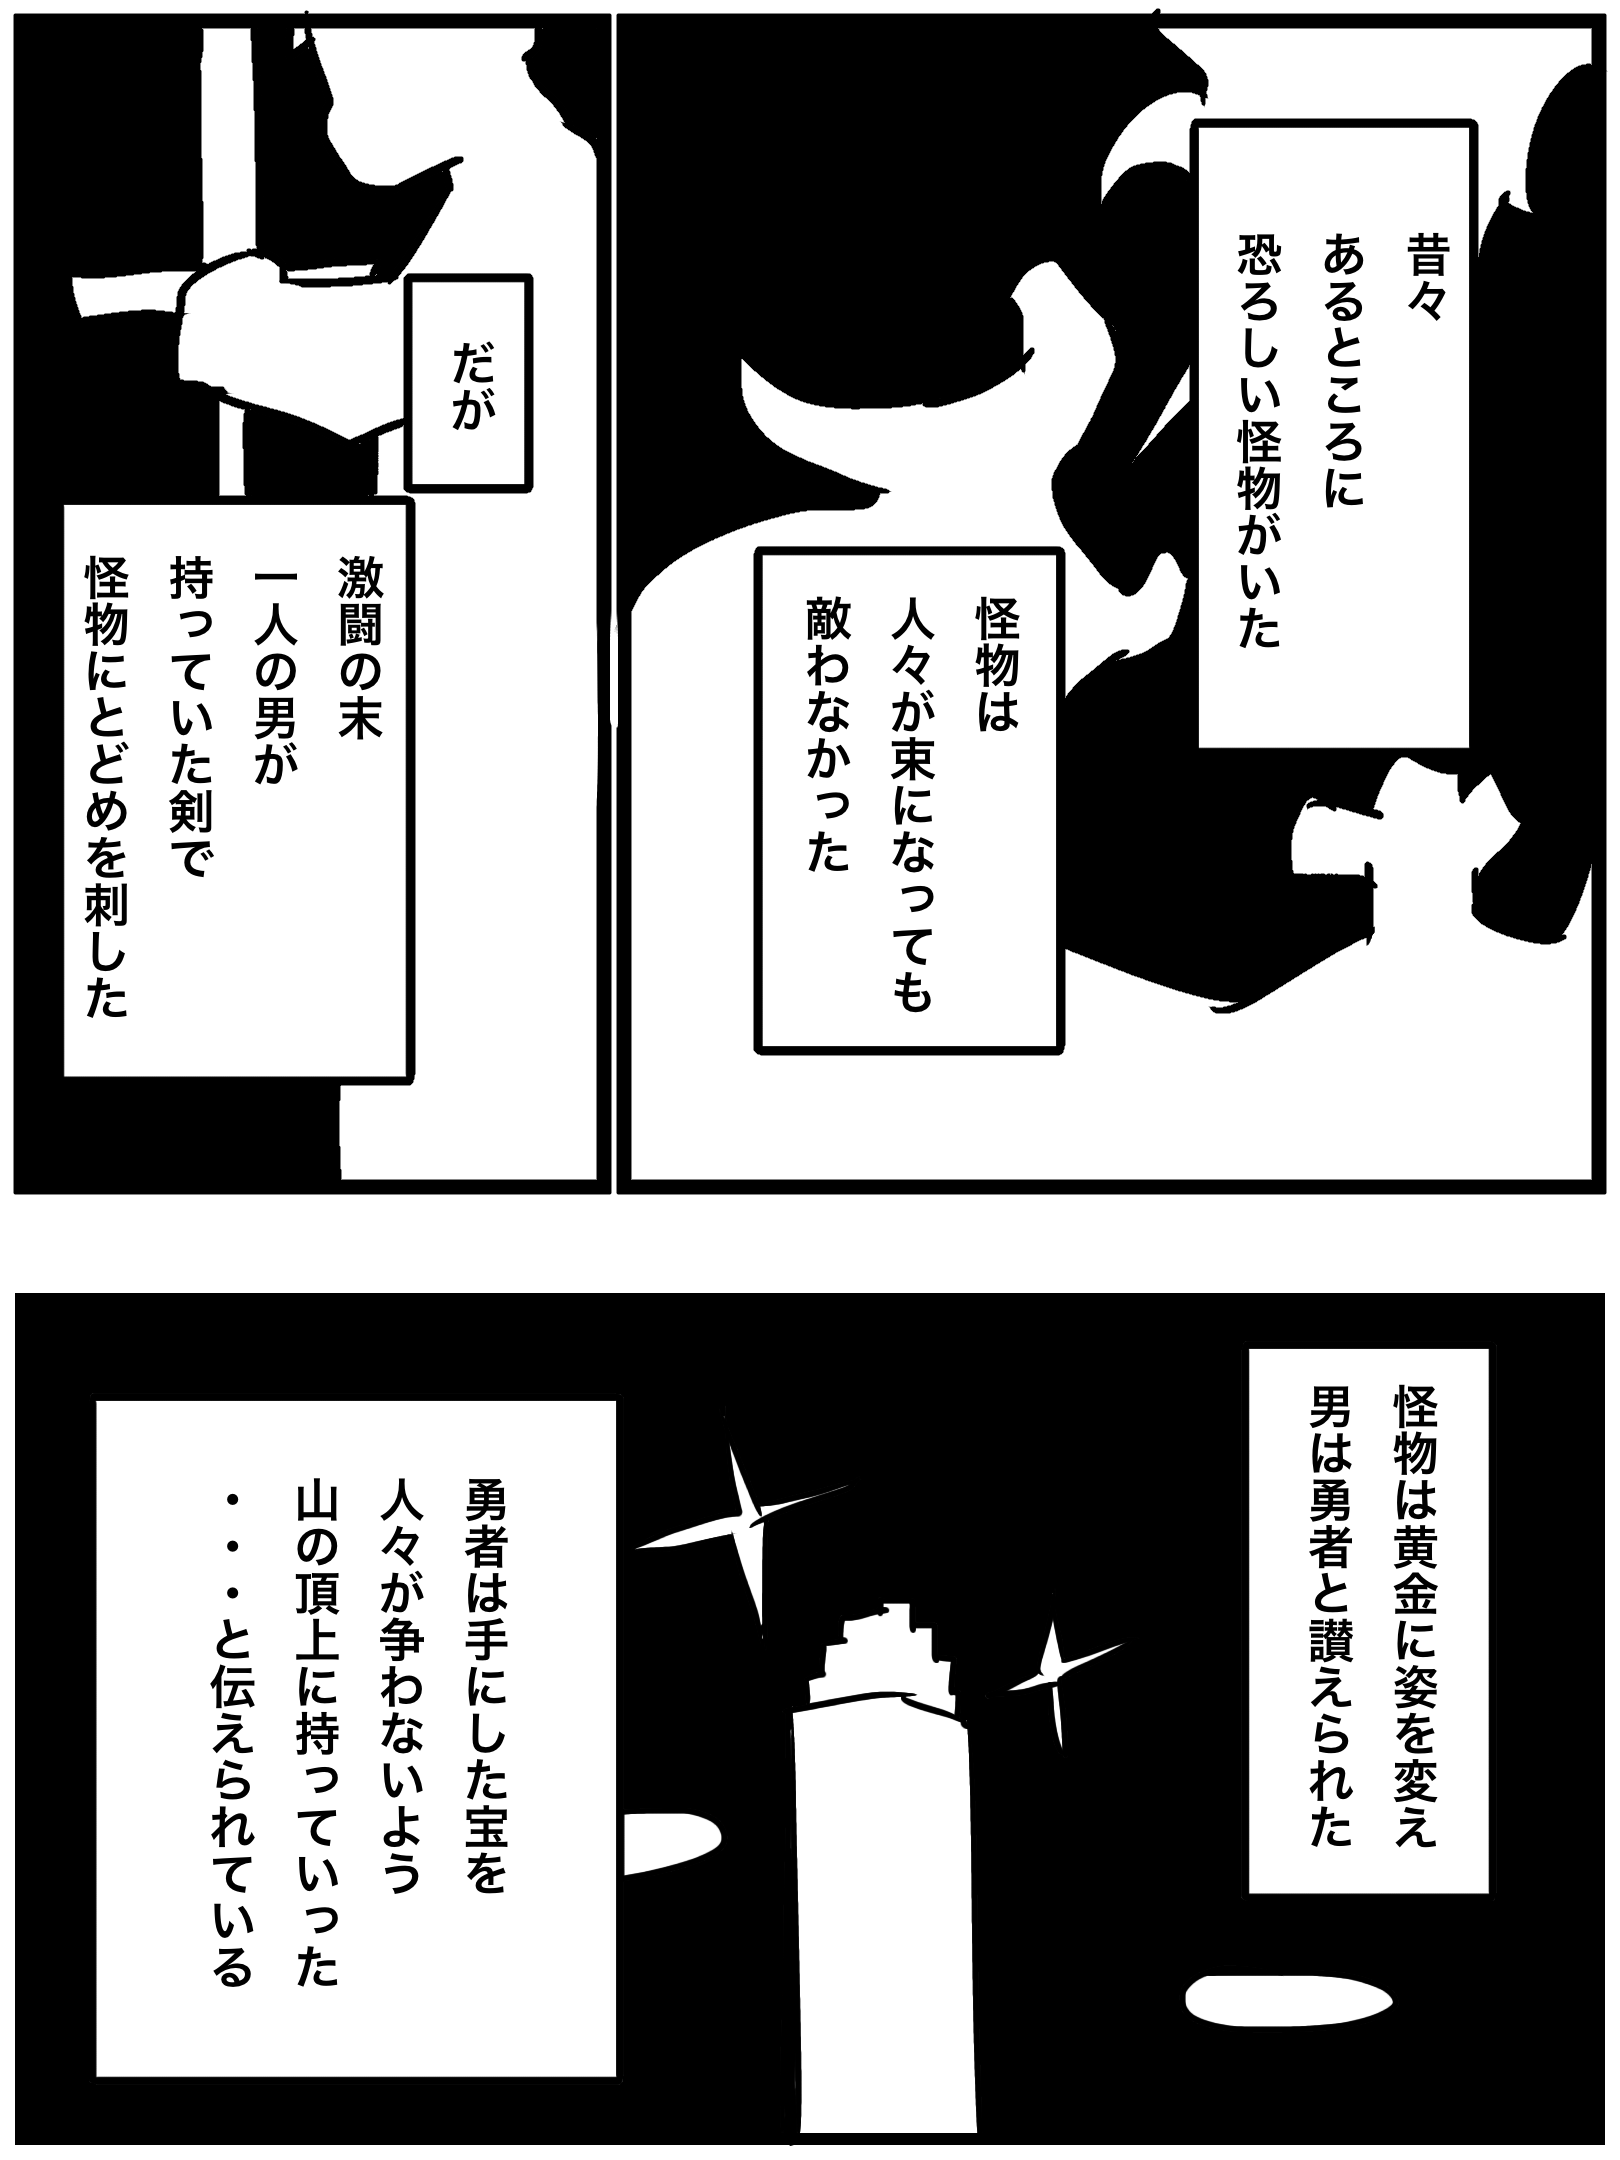 昔々
あるところに
恐ろしい怪物がいた
怪物は
人々が束になっても
敵わなかった
だが
激闘の末
一人の男が
持っていた剣で
怪物にとどめを刺した
怪物は黄金に姿を変え
男は勇者と讃えられた
勇者は手にした宝を
人々が争わないよう
山の頂上に持っていった
・・・と伝えられている